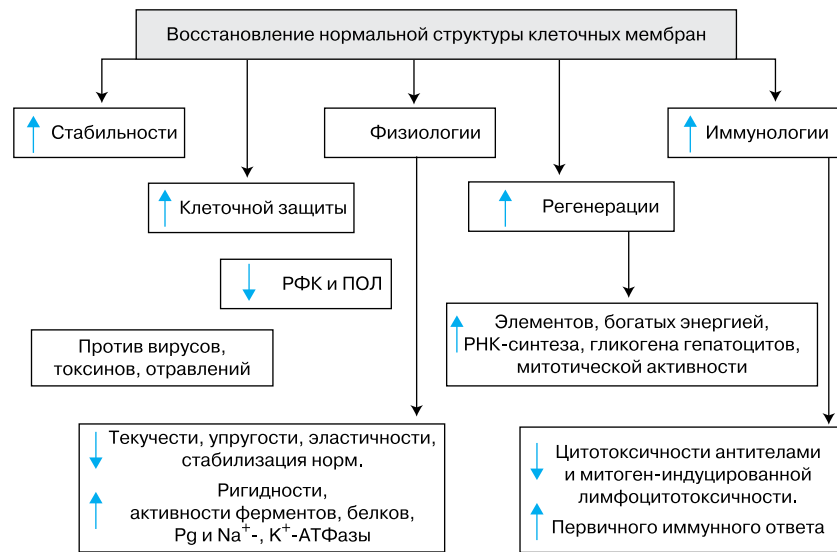 Восстановление нормальной структуры клеточных мембран
Стабильности
Физиологии
Иммунологии
Клеточной защиты
Регенерации
РФК и ПОЛ
Элементов, богатых энергией,
РНК-синтеза, гликогена гепатоцитов,
митотической активности
Против вирусов,
токсинов, отравлений
Текучести, упругости, эластичности,
стабилизация норм.
Ригидности,
активности ферментов, белков,
Pg и Na⁺-, K⁺-АТФазы
Цитотоксичности антителами
и митоген-индуцированной
лимфоцитотоксичности.
Первичного иммунного ответа